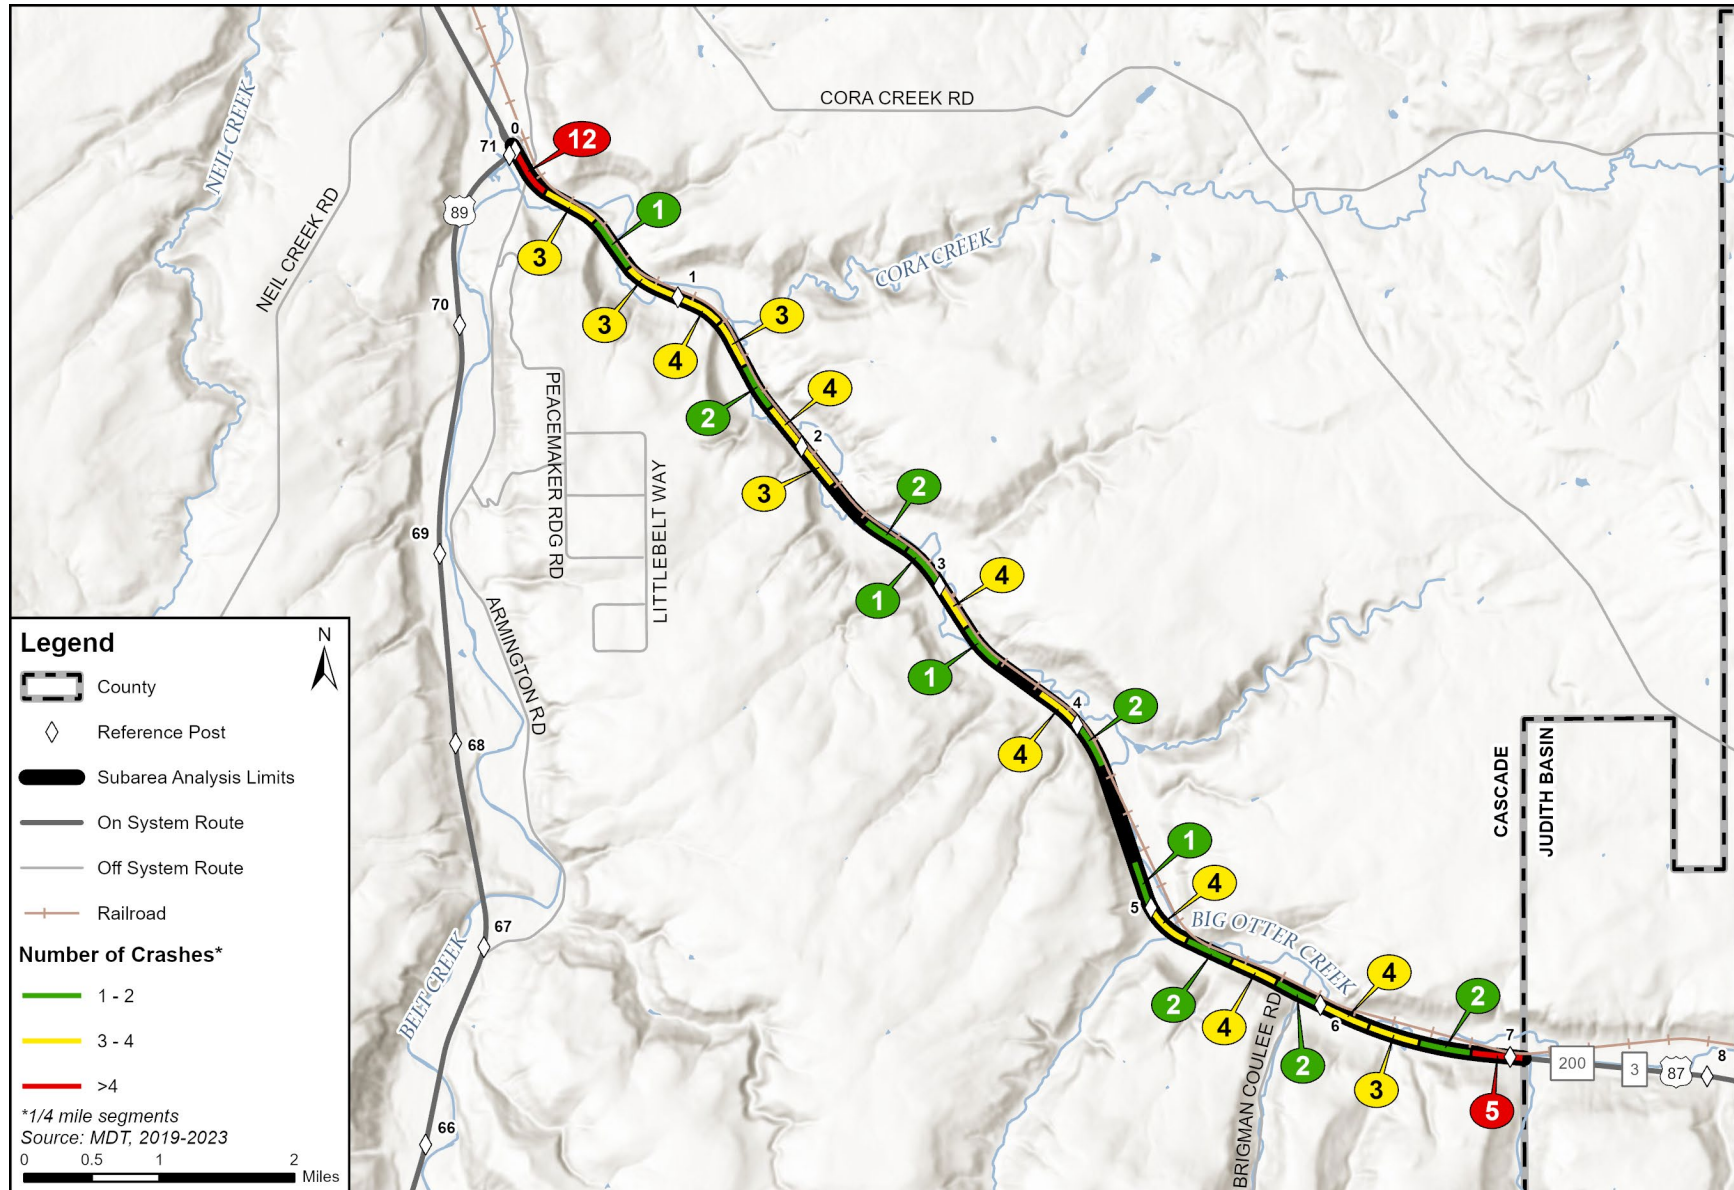 CORA CREEK RD
NEIL-CREEK
0
71
12
89
1
NEIL CREEK RD
3
CORA CREEK
1
70
3
3
4
PEACEMAKER RDG RD
4
2
2
LITTLEBELT WAY
3
2
69
3
4
1
ARMINGTON RD
1
4
2
68
4
CASCADE
JUDITH BASIN
1
4
5
BIG OTTER CREEK
67
BELT CREEK
2
4
BRIGMAN COULEE RD
2
6
4
3
2
7
5
200
3
87
8
66
Legend
N
County
Reference Post
Subarea Analysis Limits
On System Route
Off System Route
Railroad
Number of Crashes*
1 - 2
3 - 4
>4
*1/4 mile segments
Source: MDT, 2019-2023
0 0.5 1 2
Miles